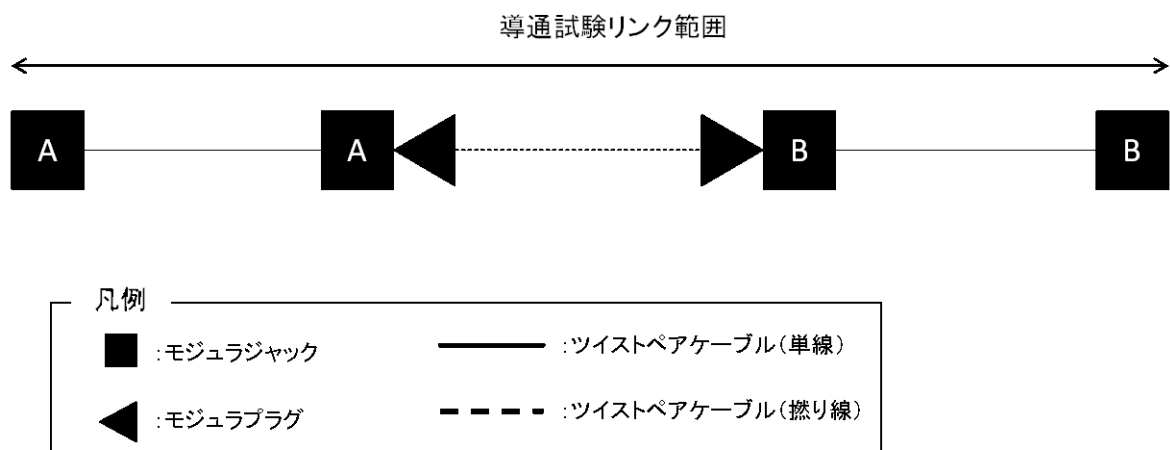 導通試験リンク範囲
A A B B
凡例
:モジュラジャック :ツイストペアケーブル(単線)
:モジュラプラグ :ツイストペアケーブル(撚り線)